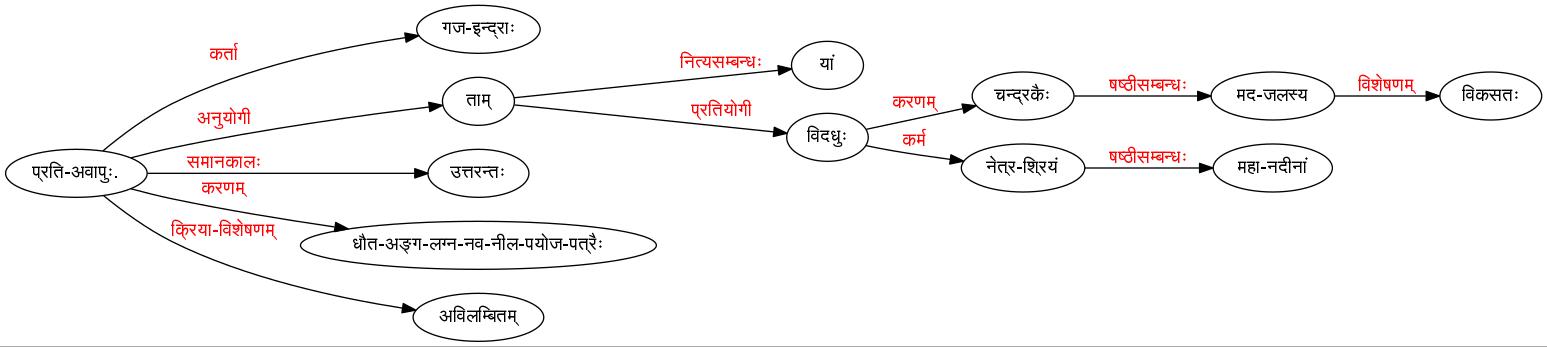 गज-इन्द्राः
कर्ता
नित्यसम्बन्धः
यां
षष्ठीसम्बन्धः
विशेषणम्
करणम्
चन्द्रकैः
मद-जलस्य
विकसतः
ताम्
अनुयोगी
प्रतियोगी
विदधुः
कर्म
षष्ठीसम्बन्धः
समानकालः
प्रति-अवापुः.
उत्तरन्तः
नेत्र-श्रियं
महा-नदीनां
करणम्
क्रिया-विशेषणम्
धौत-अङ्ग-लग्न-नव-नील-पयोज-पत्रैः
अविलम्बितम्